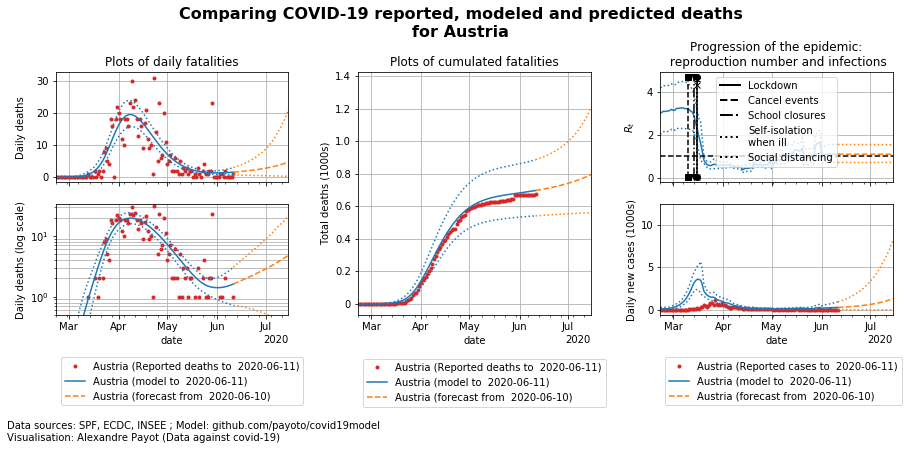 Comparing COVID-19 reported, modeled and predicted deaths
for Austria
Plots of daily fatalities
Daily deaths
30
20
10
0
Daily deaths (log scale)
10¹
10⁰
Mar
Apr
May
Jun
Jul
date
2020
Austria (Reported deaths to 2020-06-11)
Austria (model to 2020-06-11)
Austria (forecast from 2020-06-10)
Plots of cumulated fatalities
Total deaths (1000s)
1.4
1.2
1.0
0.8
0.6
0.4
0.2
0
Mar
Apr
May
Jun
Jul
date
2020
Austria (Reported deaths to 2020-06-11)
Austria (model to 2020-06-11)
Austria (forecast from 2020-06-10)
Progression of the epidemic:
reproduction number and infections
Rₜ
4
2
0
Lockdown
Cancel events
School closures
Self-isolation
when ill
Social distancing
Daily new cases (1000s)
10
5
0
Mar
Apr
May
Jun
Jul
date
2020
Austria (Reported cases to 2020-06-11)
Austria (model to 2020-06-11)
Austria (forecast from 2020-06-10)
Data sources: SPF, ECDC, INSEE ; Model: github.com/payoto/covid19model
Visualisation: Alexandre Payot (Data against covid-19)